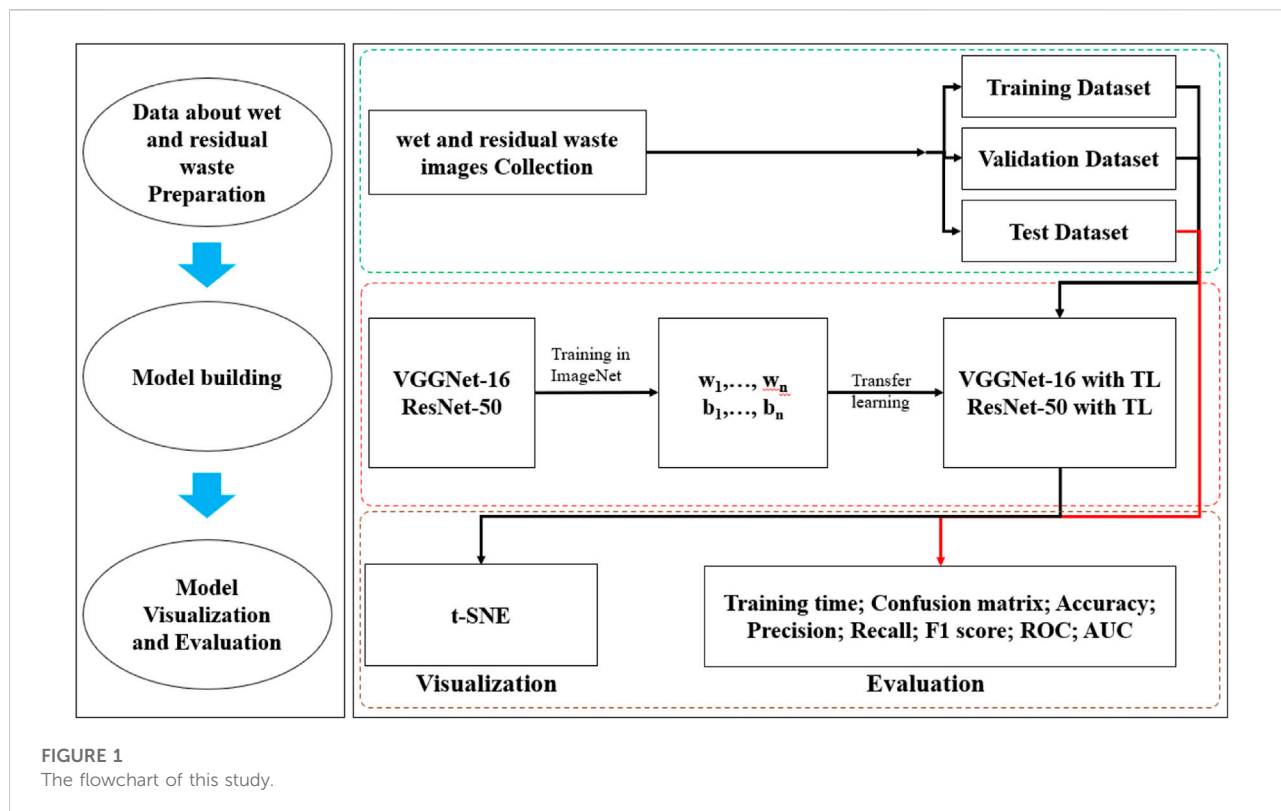 Data about wet
and residual
waste
Preparation
Model building
Model
Visualization
and Evaluation
wet and residual waste
images Collection
Training Dataset
Validation Dataset
Test Dataset
VGGNet-16
ResNet-50
Training in
ImageNet
w₁,…, wₙ
b₁,…, bₙ
Transfer
learning
VGGNet-16 with TL
ResNet-50 with TL
t-SNE
Visualization
Training time; Confusion matrix; Accuracy;
Precision; Recall; F1 score; ROC; AUC
Evaluation
FIGURE 1
The flowchart of this study.